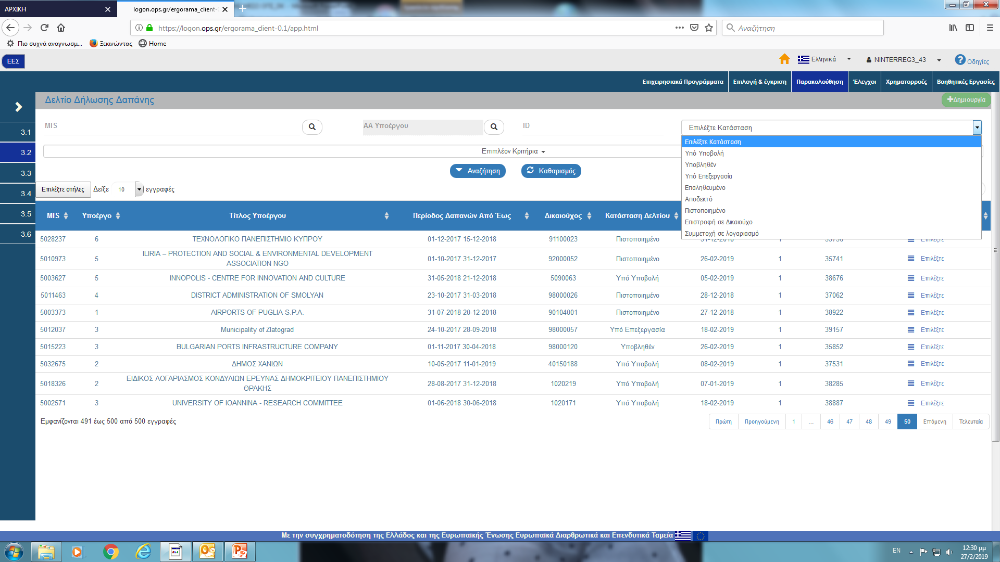 ΑΡΧΙΚΗ
logon.ops.gr/ergorama_client-0
https://logon.ops.gr/ergorama_client-0.1/app.html
Αναζήτηση
Πιο συχνά αναγνωσμ...
Ξεκινώντας
Home
ΕΕΣ
Ελληνικά
NINTERREG3_43
Οδηγίες
Επιχειρησιακά Προγράμματα
Επιλογή & έγκριση
Παρακολούθηση
Έλεγχοι
Χρηματορροές
Βοηθητικές Εργασίες
Δελτίο Δήλωσης Δαπάνης
Δημιουργία
3.1
3.2
3.3
3.4
3.5
3.6
MIS
ΑΑ Υποέργου
ID
Επιλέξτε Κατάσταση
Επιλέξτε Κατάσταση
Υπό Υποβολή
Υποβληθέν
Υπό Επεξεργασία
Επαληθευμένο
Αποδεκτό
Πιστοποιημένο
Επιστροφή σε Δικαιούχο
Συμμετοχή σε λογαριασμό
Επιπλέον Κριτήρια
Αναζήτηση
Καθαρισμός
Επιλέξτε στήλες Δείξε 10 εγγραφές
MIS Υποέργο Τίτλος Υποέργου Περίοδος Δαπανών Από Έως Δικαιούχος Κατάσταση Δελτίου
5028237 6 ΤΕΧΝΟΛΟΓΙΚΟ ΠΑΝΕΠΙΣΤΗΜΙΟ ΚΥΠΡΟΥ 01-12-2017 15-12-2018 91100023 Πιστοποιημένο 1 Επιλέξτε
5010973 5 ILIRIA – PROTECTION AND SOCIAL & ENVIRONMENTAL DEVELOPMENT ASSOCIATION NGO 01-10-2017 31-12-2017 92000052 Πιστοποιημένο 26-02-2019 1 35741 Επιλέξτε
5003627 5 INNOPOLIS - CENTRE FOR INNOVATION AND CULTURE 31-05-2018 21-12-2018 5090063 Υπό Υποβολή 05-02-2019 1 38676 Επιλέξτε
5011463 4 DISTRICT ADMINISTRATION OF SMOLYAN 23-10-2017 31-03-2018 98000026 Πιστοποιημένο 28-12-2018 1 37062 Επιλέξτε
5003373 1 AIRPORTS OF PUGLIA S.P.A. 31-07-2018 20-12-2018 90104001 Πιστοποιημένο 27-12-2018 1 38922 Επιλέξτε
5012037 3 Municipality of Zlatograd 24-10-2017 28-09-2018 98000057 Υπό Επεξεργασία 18-02-2019 1 39157 Επιλέξτε
5015223 3 BULGARIAN PORTS INFRASTRUCTURE COMPANY 01-11-2017 30-04-2018 98000120 Υποβληθέν 26-02-2019 1 35852 Επιλέξτε
5032675 2 ΔΗΜΟΣ ΧΑΝΙΩΝ 10-05-2017 11-01-2019 40150188 Υπό Υποβολή 08-02-2019 1 37531 Επιλέξτε
5018326 2 ΕΙΔΙΚΟΣ ΛΟΓΑΡΙΑΣΜΟΣ ΚΟΝΔΥΛΙΩΝ ΕΡΕΥΝΑΣ ΔΗΜΟΚΡΙΤΕΙΟΥ ΠΑΝΕΠΙΣΤΗΜΙΟΥ ΘΡΑΚΗΣ 28-08-2017 31-12-2018 1020219 Υπό Υποβολή 07-01-2019 1 38285 Επιλέξτε
5002571 3 UNIVERSITY OF IOANNINA - RESEARCH COMMITTEE 01-06-2018 30-06-2018 1020171 Υπό Υποβολή 18-02-2019 1 38887 Επιλέξτε
Εμφανίζονται 491 έως 500 από 500 εγγραφές
Πρώτη Προηγούμενη 1 ... 46 47 48 49 50 Επόμενη Τελευταία
Με την συγχρηματοδότηση της Ελλάδος και της Ευρωπαϊκής Ένωσης Ευρωπαϊκά Διαρθρωτικά και Επενδυτικά Ταμεία
EN
12:30 μμ
27/2/2019